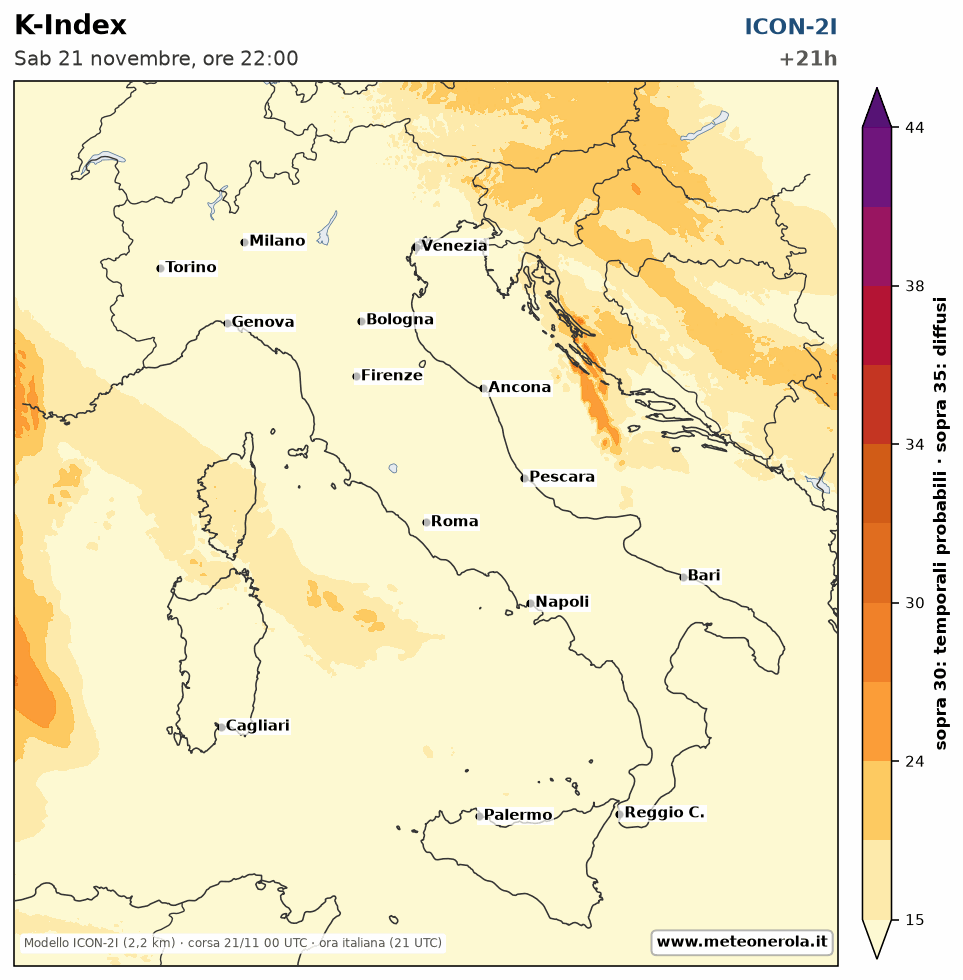 K-Index
ICON-2I
Sab 21 novembre, ore 22:00
+21h
44
38
34
30
24
15
sopra 30: temporali probabili · sopra 35: diffusi
Milano
Venezia
Torino
Genova
Bologna
Firenze
Ancona
Pescara
Roma
Bari
Napoli
Cagliari
Palermo
Reggio C.
Modello ICON-2I (2,2 km) · corsa 21/11 00 UTC · ora italiana (21 UTC)
www.meteonerola.it